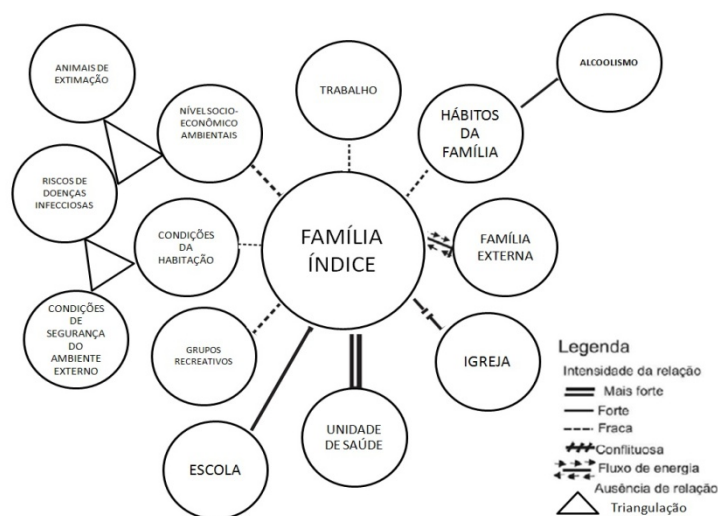 ANIMAIS DE
EXTIMAÇÃO
NÍVEL SOCIO-
ECONÔMICO
AMBIENTAIS
TRABALHO
HÁBITOS
DA
FAMÍLIA
ALCOOLISMO
RISCOS DE
DOENÇAS
INFECCIOSAS
CONDIÇÕES
DA
HABITAÇÃO
FAMÍLIA
ÍNDICE
FAMÍLIA
EXTERNA
CONDIÇÕES
DE
SEGURANÇA
DO
AMBIENTE
EXTERNO
GRUPOS
RECREATIVOS
IGREJA
ESCOLA
UNIDADE
DE SAÚDE
Legenda
Intensidade da relação
Mais forte
Forte
Fraca
Conflituosa
Fluxo de energia
Ausência de relação
Triangulação